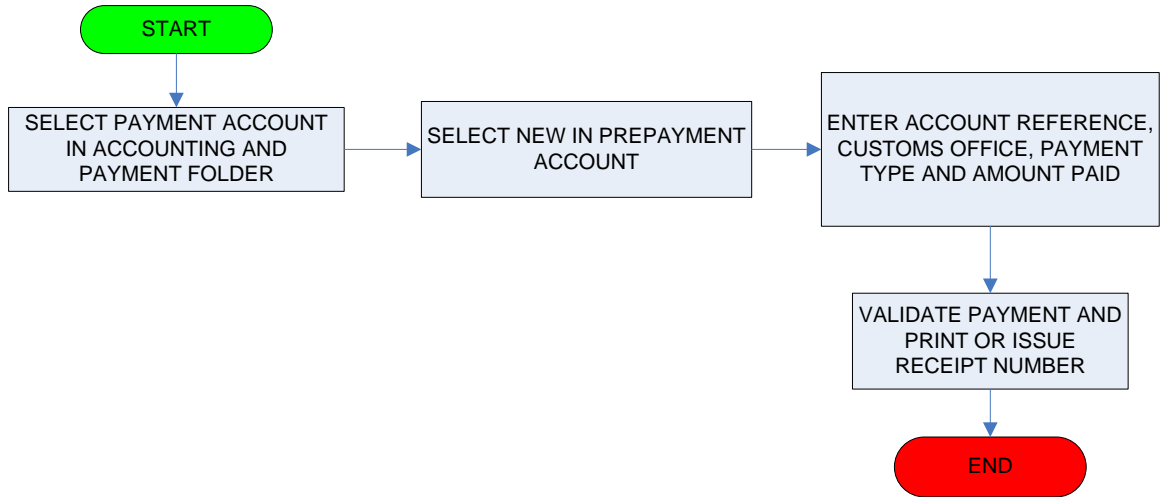 START
SELECT PAYMENT ACCOUNT
IN ACCOUNTING AND
PAYMENT FOLDER
SELECT NEW IN PREPAYMENT
ACCOUNT
ENTER ACCOUNT REFERENCE,
CUSTOMS OFFICE, PAYMENT
TYPE AND AMOUNT PAID
VALIDATE PAYMENT AND
PRINT OR ISSUE
RECEIPT NUMBER
END